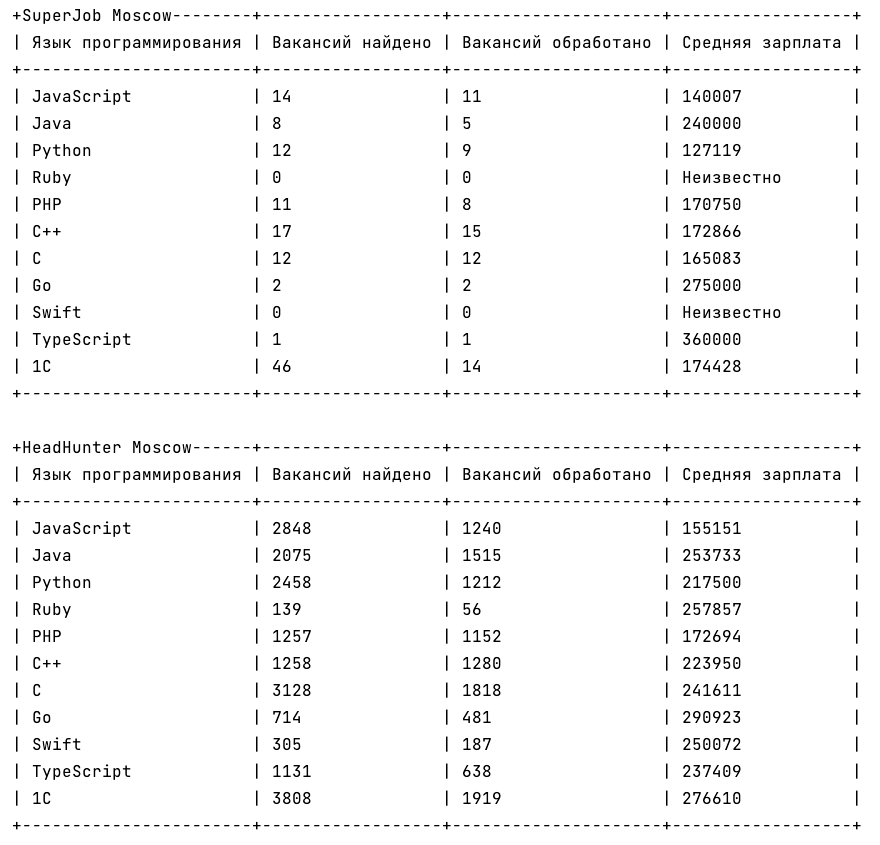 +SuperJob Moscow--------+------------------+---------------------+------------------+
| Язык программирования | Вакансий найдено | Вакансий обработано | Средняя зарплата |
+-----------------------+------------------+---------------------+------------------+
| JavaScript            | 14               | 11                  | 140007           |
| Java                  | 8                | 5                   | 240000           |
| Python                | 12               | 9                   | 127119           |
| Ruby                  | 0                | 0                   | Неизвестно       |
| PHP                   | 11               | 8                   | 170750           |
| C++                   | 17               | 15                  | 172866           |
| C                     | 12               | 12                  | 165083           |
| Go                    | 2                | 2                   | 275000           |
| Swift                 | 0                | 0                   | Неизвестно       |
| TypeScript            | 1                | 1                   | 360000           |
| 1C                    | 46               | 14                  | 174428           |
+-----------------------+------------------+---------------------+------------------+

+HeadHunter Moscow------+------------------+---------------------+------------------+
| Язык программирования | Вакансий найдено | Вакансий обработано | Средняя зарплата |
+-----------------------+------------------+---------------------+------------------+
| JavaScript            | 2848             | 1240                | 155151           |
| Java                  | 2075             | 1515                | 253733           |
| Python                | 2458             | 1212                | 217500           |
| Ruby                  | 139              | 56                  | 257857           |
| PHP                   | 1257             | 1152                | 172694           |
| C++                   | 1258             | 1280                | 223950           |
| C                     | 3128             | 1818                | 241611           |
| Go                    | 714              | 481                 | 290923           |
| Swift                 | 305              | 187                 | 250072           |
| TypeScript            | 1131             | 638                 | 237409           |
| 1C                    | 3808             | 1919                | 276610           |
+-----------------------+------------------+---------------------+------------------+